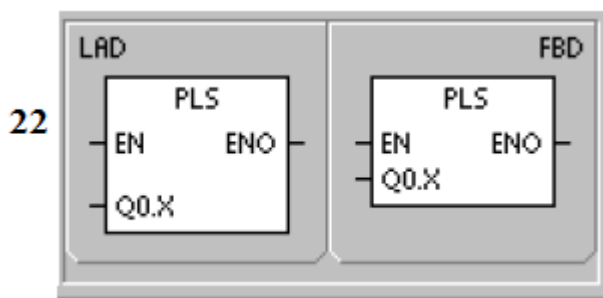 LAD FBD
PLS PLS
22
EN ENO EN ENO
Q0.X Q0.X